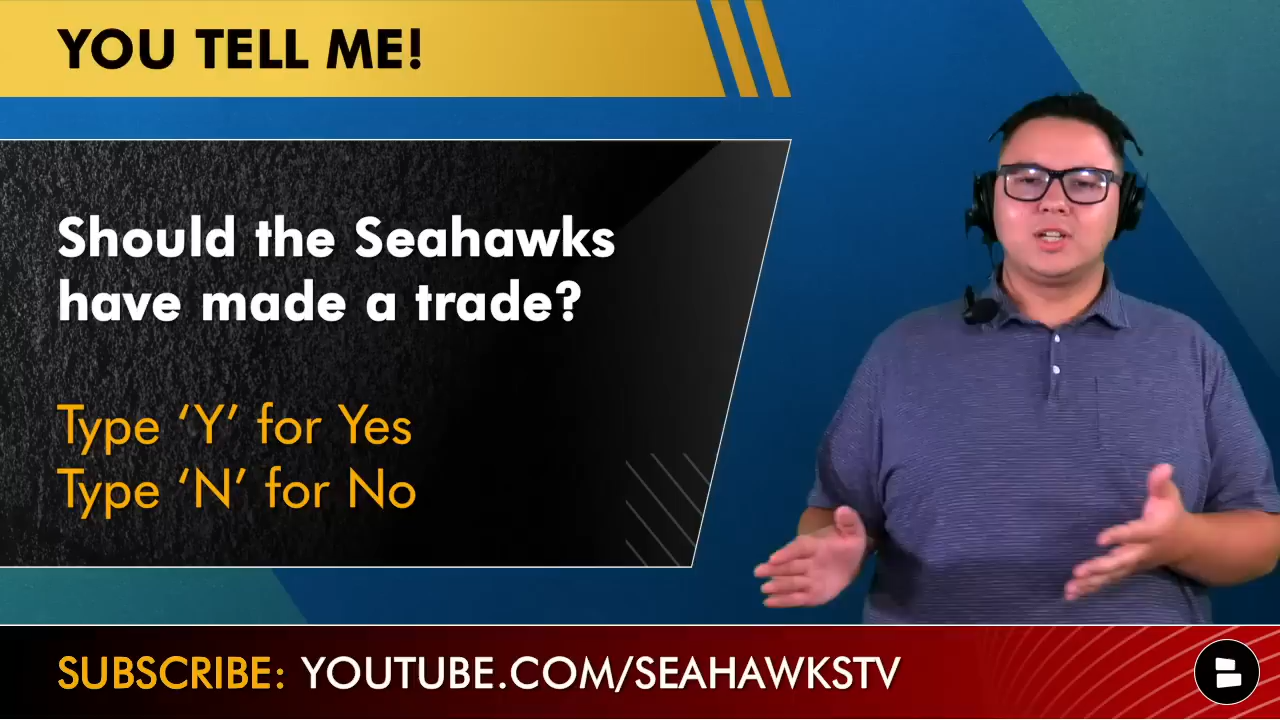 YOU TELL ME!
Should the Seahawks
have made a trade?
Type ‘Y’ for Yes
Type ‘N’ for No
SUBSCRIBE: YOUTUBE.COM/SEAHAWKSTV